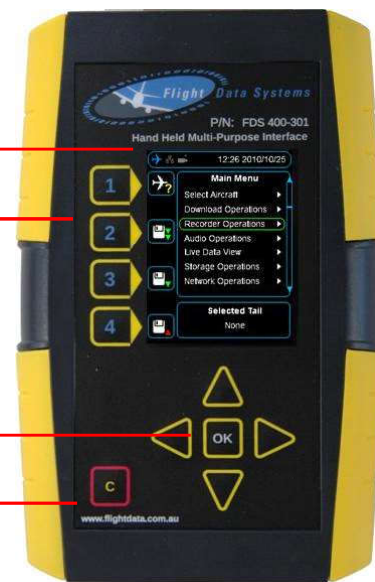 Flight Data Systems
P/N: FDS 400-301
Hand Held Multi-Purpose Interface
12:26 2010/10/25
1
Main Menu
Select Aircraft
Download Operations
2
Recorder Operations
Audio Operations
Live Data View
3
Storage Operations
Network Operations
4
Selected Tail
None
OK
C
www.flightdata.com.au